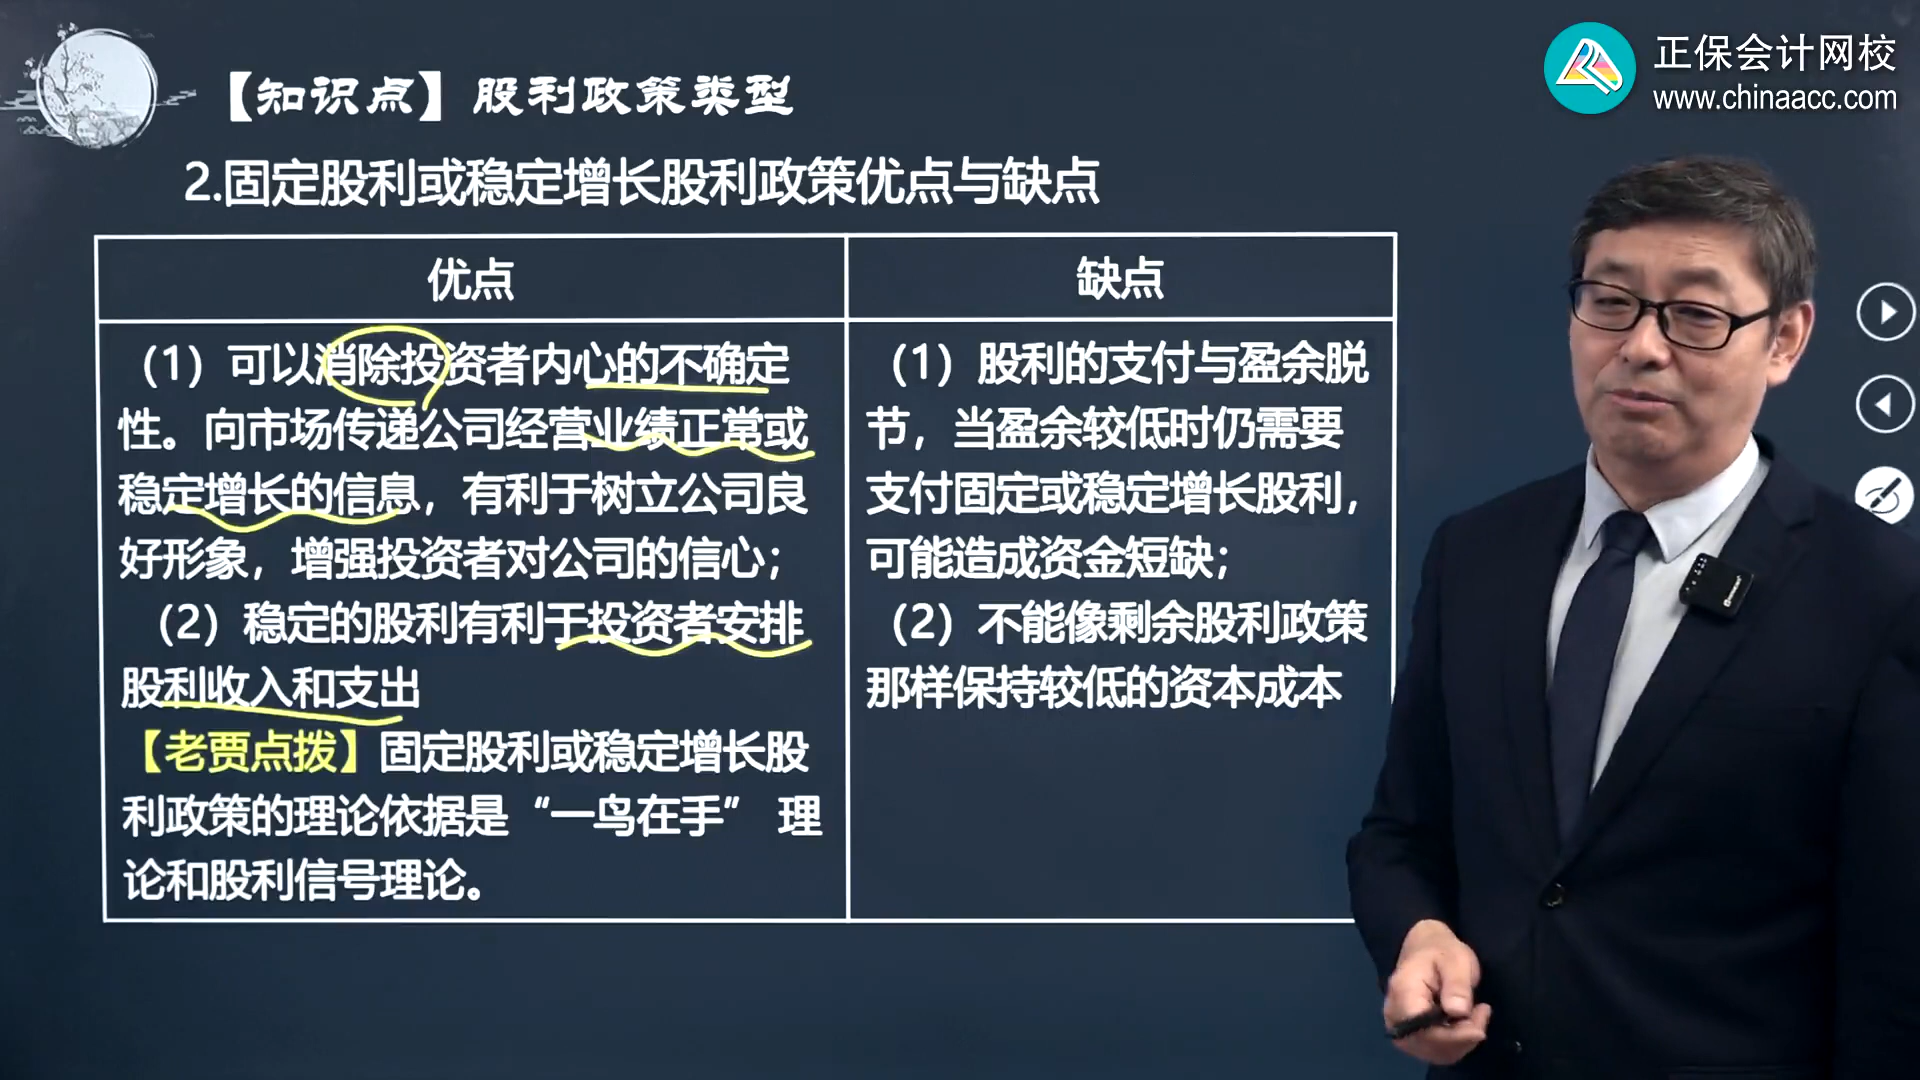 正保会计网校
www.chinaacc.com
【知识点】股利政策类型
2.固定股利或稳定增长股利政策优点与缺点
优点
（1）可以消除投资者内心的不确定
性。向市场传递公司经营业绩正常或
稳定增长的信息，有利于树立公司良
好形象，增强投资者对公司的信心；
（2）稳定的股利有利于投资者安排
股利收入和支出
【老贾点拨】固定股利或稳定增长股
利政策的理论依据是“一鸟在手” 理
论和股利信号理论。
缺点
（1）股利的支付与盈余脱
节，当盈余较低时仍需要
支付固定或稳定增长股利，
可能造成资金短缺；
（2）不能像剩余股利政策
那样保持较低的资本成本